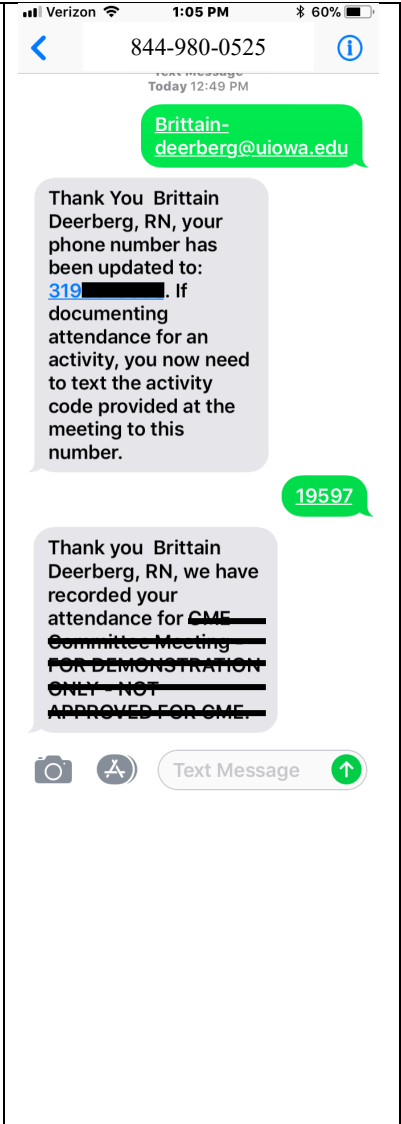 Verizon 1:05 PM 60%
844-980-0525
Text Message
Today 12:49 PM
Brittain-
deerberg@uiowa.edu
Thank You Brittain
Deerberg, RN, your
phone number has
been updated to:
319 . If
documenting
attendance for an
activity, you now need
to text the activity
code provided at the
meeting to this
number.
19597
Thank you Brittain
Deerberg, RN, we have
recorded your
attendance for CME
Committee Meeting -
FOR DEMONSTRATION
ONLY - NOT
APPROVED FOR CME.
Text Message